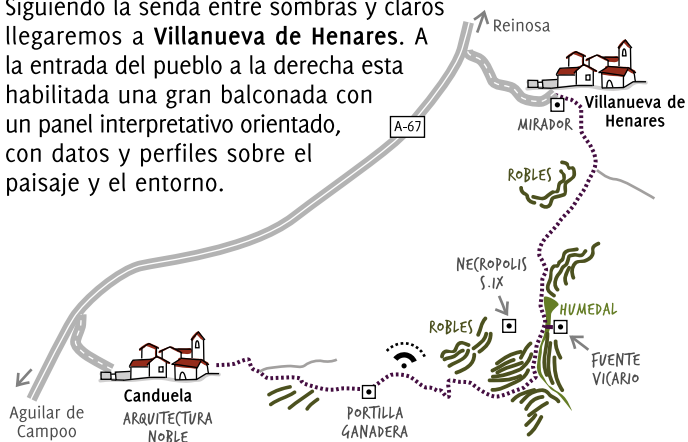 Siguiendo la senda entre sombras y claros
llegaremos a Villanueva de Henares. A
la entrada del pueblo a la derecha esta
habilitada una gran balconada con
un panel interpretativo orientado,
con datos y perfiles sobre el
paisaje y el entorno.
Reinosa
A-67
Villanueva de
Henares
MIRADOR
ROBLES
NECROPOLIS
S.IX
HUMEDAL
ROBLES
FUENTE
VICARIO
Canduela
ARQUITECTURA
NOBLE
PORTILLA
GANADERA
Aguilar de
Campoo